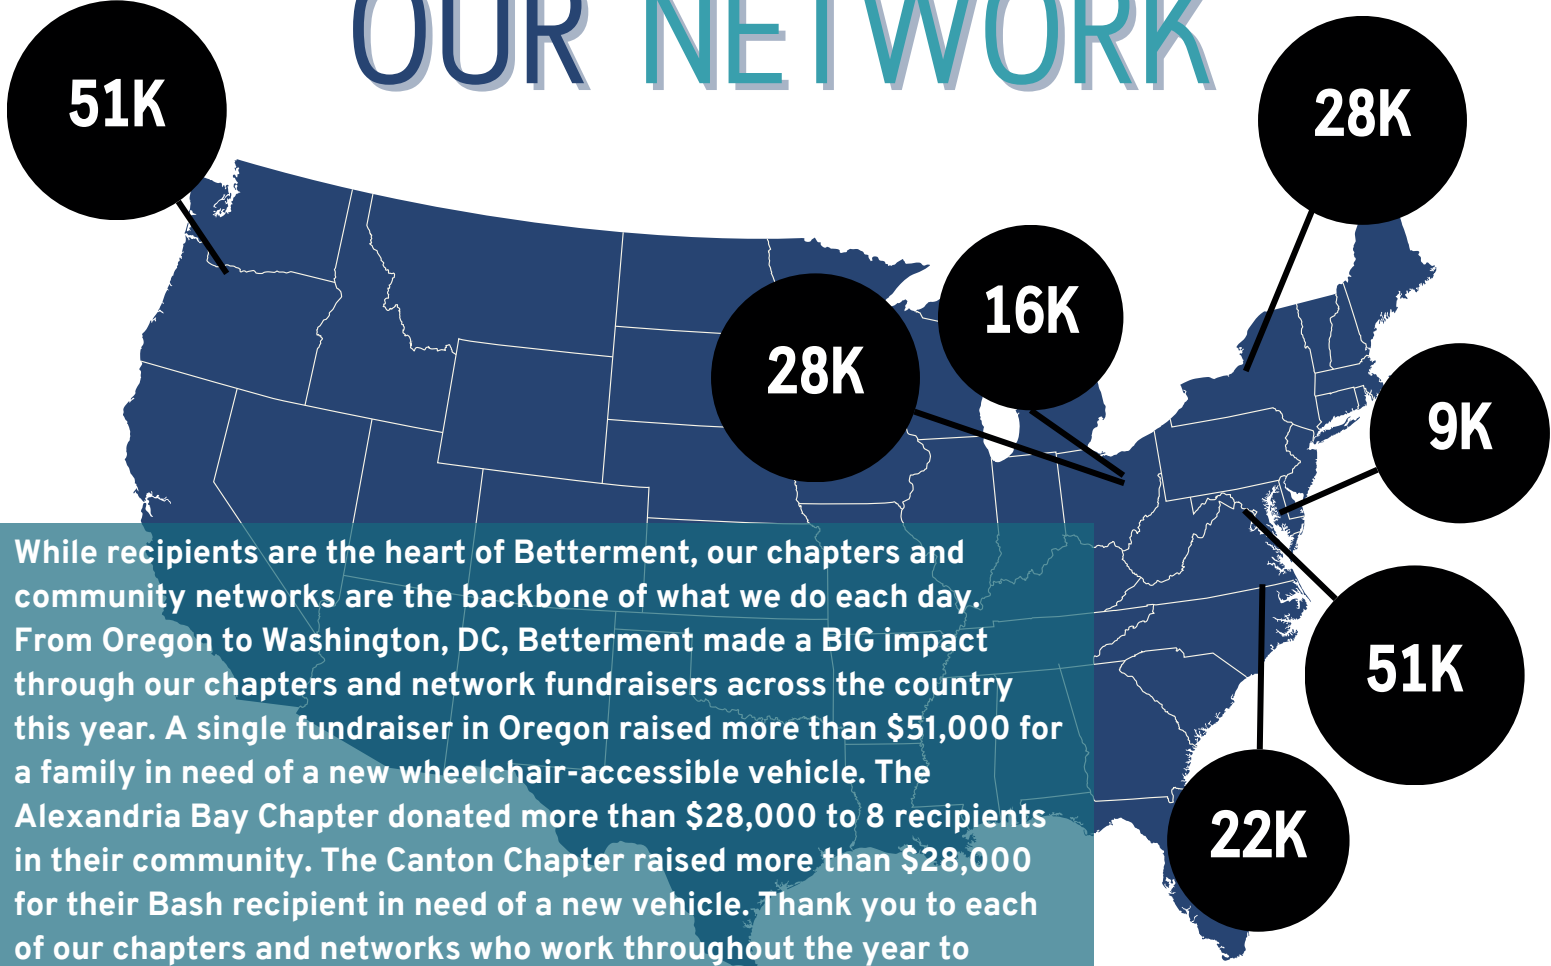 OUR NETWORK
51K
28K
16K
28K
9K
51K
22K
While recipients are the heart of Betterment, our chapters and
community networks are the backbone of what we do each day.
From Oregon to Washington, DC, Betterment made a BIG impact
through our chapters and network fundraisers across the country
this year. A single fundraiser in Oregon raised more than $51,000 for
a family in need of a new wheelchair-accessible vehicle. The
Alexandria Bay Chapter donated more than $28,000 to 8 recipients
in their community. The Canton Chapter raised more than $28,000
for their Bash recipient in need of a new vehicle. Thank you to each
of our chapters and networks who work throughout the year to